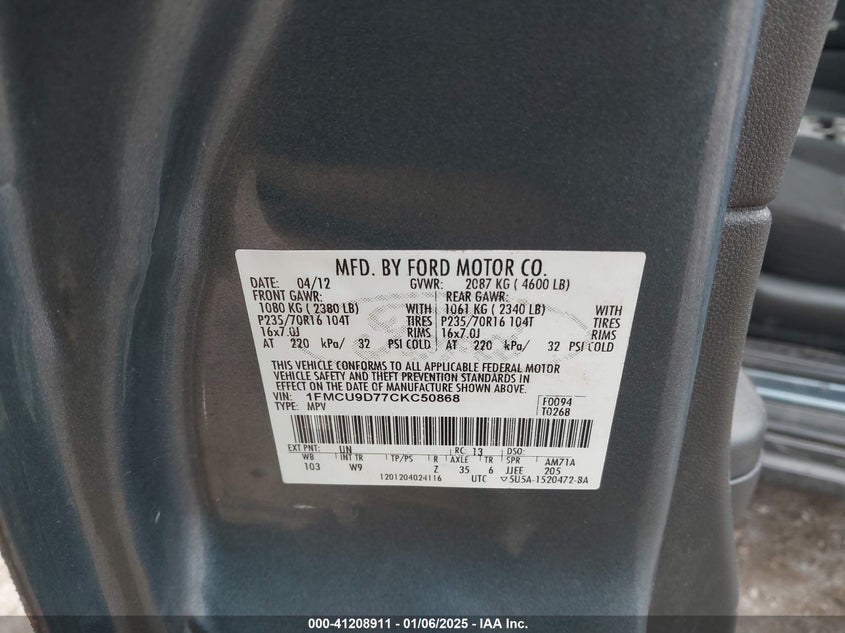 MFD. BY FORD MOTOR CO.
DATE: 04/12 GVWR: 2087 KG ( 4600 LB)
FRONT GAWR: REAR GAWR:
1080 KG ( 2380 LB) WITH 1061 KG ( 2340 LB) WITH
P235/70R16 104T TIRES P235/70R16 104T TIRES
16x7.0J RIMS 16x7.0J RIMS
AT 220 kPa/ 32 PSI COLD AT 220 kPa/ 32 PSI COLD
THIS VEHICLE CONFORMS TO ALL APPLICABLE FEDERAL MOTOR
VEHICLE SAFETY AND THEFT PREVENTION STANDARDS IN
EFFECT ON THE DATE OF MANUFACTURE SHOWN ABOVE.
VIN: 1FMCU9D77CKC50868 F0094
TYPE: MPV T0268
EXT PNT: UN RC: 13 DSO:
WB INT TR TP/PS R AXLE TR SPR AM71A
103 W9 Z 35 6 JJEE 205
1201204024116 UTC ▽5U5A-1520472-BA
000-41208911 - 01/06/2025 - IAA Inc.